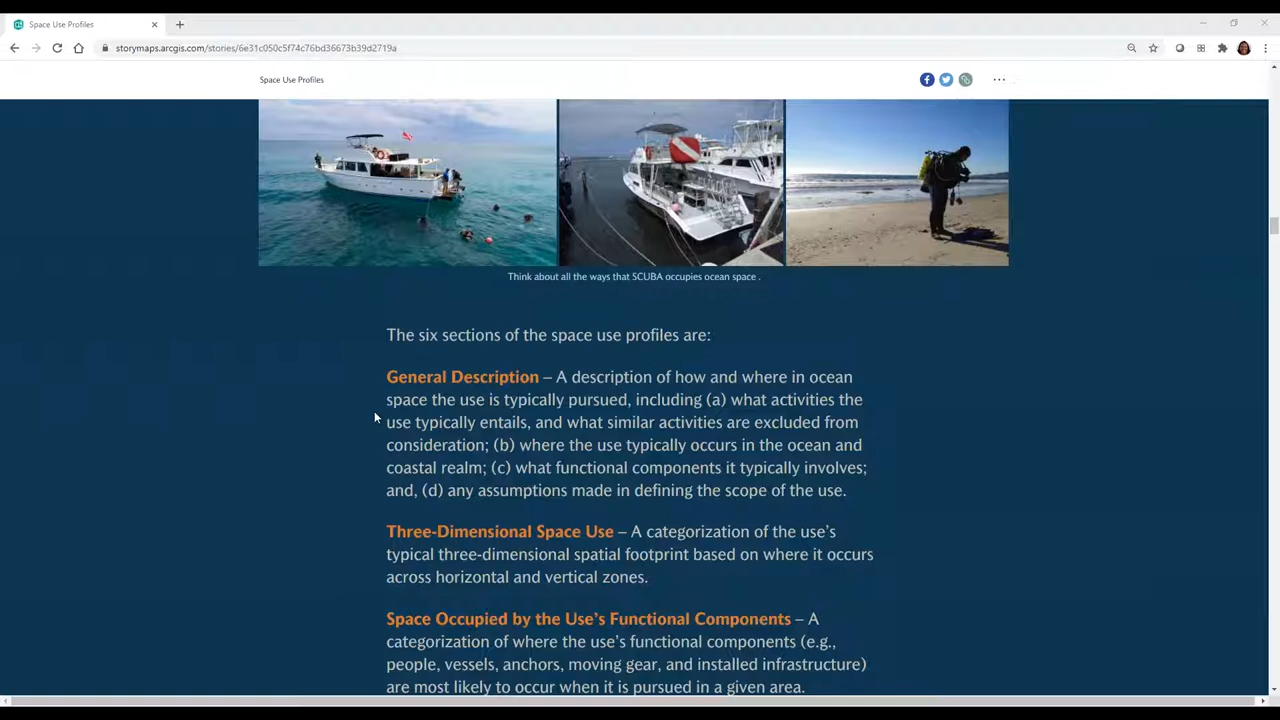 Space Use Profiles
storymaps.arcgis.com/stories/6e31c050c5f74c76bd36673b39d2719a
Space Use Profiles
Think about all the ways that SCUBA occupies ocean space .
The six sections of the space use profiles are:
General Description – A description of how and where in ocean
space the use is typically pursued, including (a) what activities the
use typically entails, and what similar activities are excluded from
consideration; (b) where the use typically occurs in the ocean and
coastal realm; (c) what functional components it typically involves;
and, (d) any assumptions made in defining the scope of the use.
Three-Dimensional Space Use – A categorization of the use’s
typical three-dimensional spatial footprint based on where it occurs
across horizontal and vertical zones.
Space Occupied by the Use’s Functional Components – A
categorization of where the use’s functional components (e.g.,
people, vessels, anchors, moving gear, and installed infrastructure)
are most likely to occur when it is pursued in a given area.